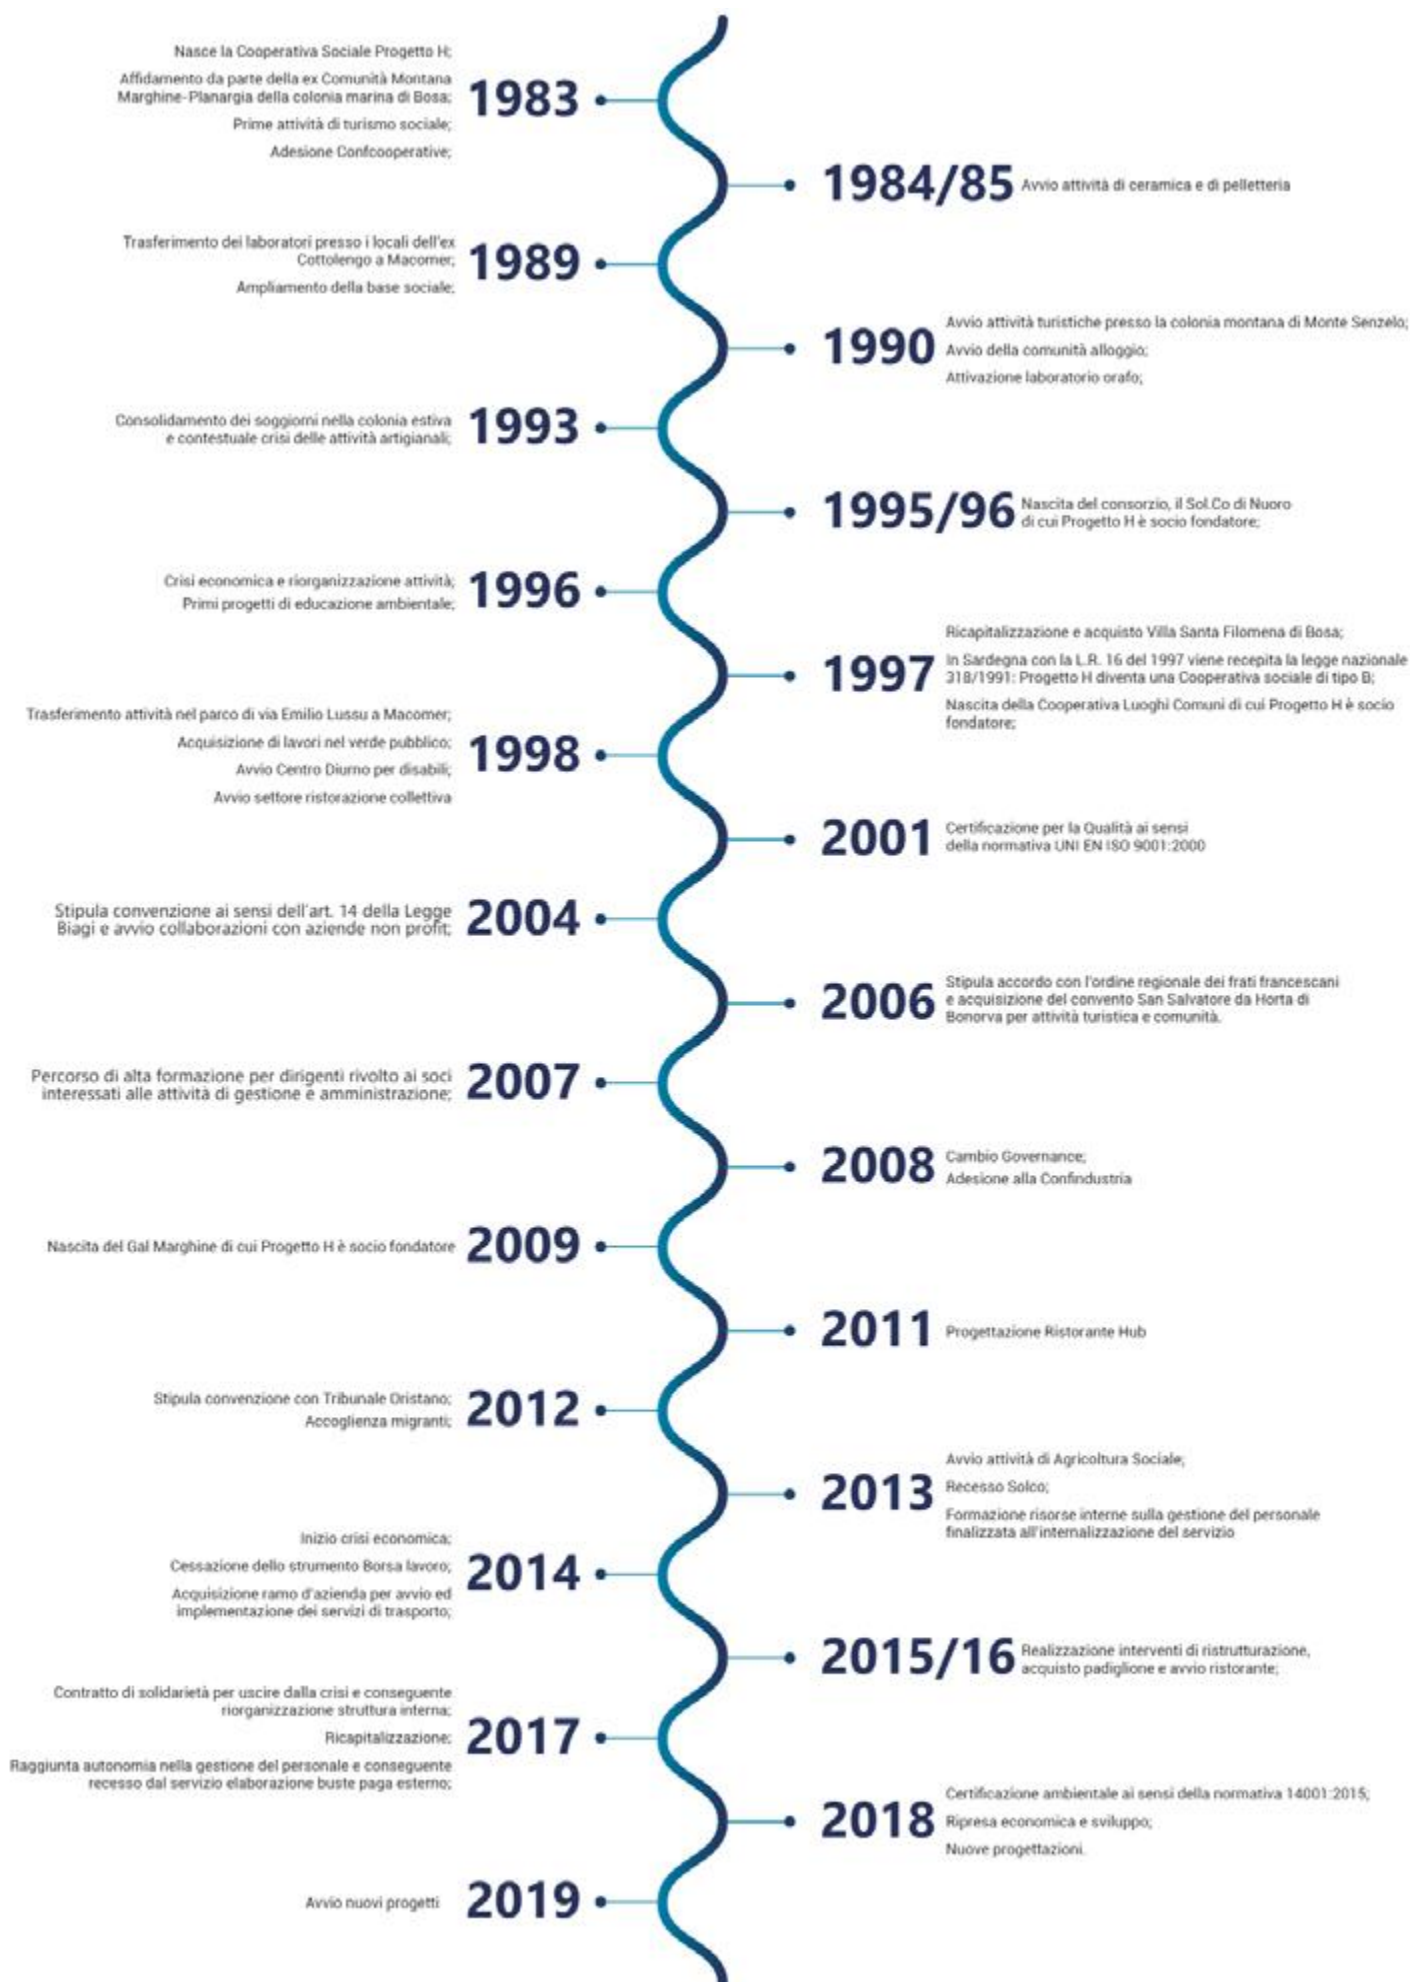 Nasce la Cooperativa Sociale Progetto H;
Affidamento da parte della ex Comunità Montana
Marghine-Planargia della colonia marina di Bosa;
Prime attività di turismo sociale;
Adesione Confcooperative;
1983
1984/85
Avvio attività di ceramica e di pelletteria
Trasferimento dei laboratori presso i locali dell'ex
Cottolengo a Macomer;
Ampliamento della base sociale;
1989
1990
Avvio attività turistiche presso la colonia montana di Monte Senzelo;
Avvio della comunità alloggio;
Attivazione laboratorio orafo;
Consolidamento dei soggiorni nella colonia estiva
e contestuale crisi delle attività artigianali;
1993
1995/96
Nascita del consorzio, il Sol.Co di Nuoro
di cui Progetto H è socio fondatore;
Crisi economica e riorganizzazione attività;
Primi progetti di educazione ambientale;
1996
1997
Ricapitalizzazione e acquisto Villa Santa Filomena di Bosa;
In Sardegna con la L.R. 16 del 1997 viene recepita la legge nazionale
318/1991: Progetto H diventa una Cooperativa sociale di tipo B;
Nascita della Cooperativa Luoghi Comuni di cui Progetto H è socio
fondatore;
Trasferimento attività nel parco di via Emilio Lussu a Macomer;
Acquisizione di lavori nel verde pubblico;
Avvio Centro Diurno per disabili;
Avvio settore ristorazione collettiva
1998
2001
Certificazione per la Qualità ai sensi
della normativa UNI EN ISO 9001:2000
Stipula convenzione ai sensi dell'art. 14 della Legge
Biagi e avvio collaborazioni con aziende non profit;
2004
2006
Stipula accordo con l'ordine regionale dei frati francescani
e acquisizione del convento San Salvatore da Horta di
Bonorva per attività turistica e comunità.
Percorso di alta formazione per dirigenti rivolto ai soci
interessati alle attività di gestione e amministrazione;
2007
2008
Cambio Governance;
Adesione alla Confindustria
Nascita del Gal Marghine di cui Progetto H è socio fondatore
2009
2011
Progettazione Ristorante Hub
Stipula convenzione con Tribunale Oristano;
Accoglienza migranti;
2012
2013
Avvio attività di Agricoltura Sociale;
Recesso Solco;
Formazione risorse interne sulla gestione del personale
finalizzata all'internalizzazione del servizio
Inizio crisi economica;
Cessazione dello strumento Borsa lavoro;
Acquisizione ramo d'azienda per avvio ed
implementazione dei servizi di trasporto;
2014
2015/16
Realizzazione interventi di ristrutturazione,
acquisto padiglione e avvio ristorante;
Contratto di solidarietà per uscire dalla crisi e conseguente
riorganizzazione struttura interna;
Ricapitalizzazione;
Raggiunta autonomia nella gestione del personale e conseguente
recesso dal servizio elaborazione buste paga esterno;
2017
2018
Certificazione ambientale ai sensi della normativa 14001:2015;
Ripresa economica e sviluppo;
Nuove progettazioni.
Avvio nuovi progetti
2019